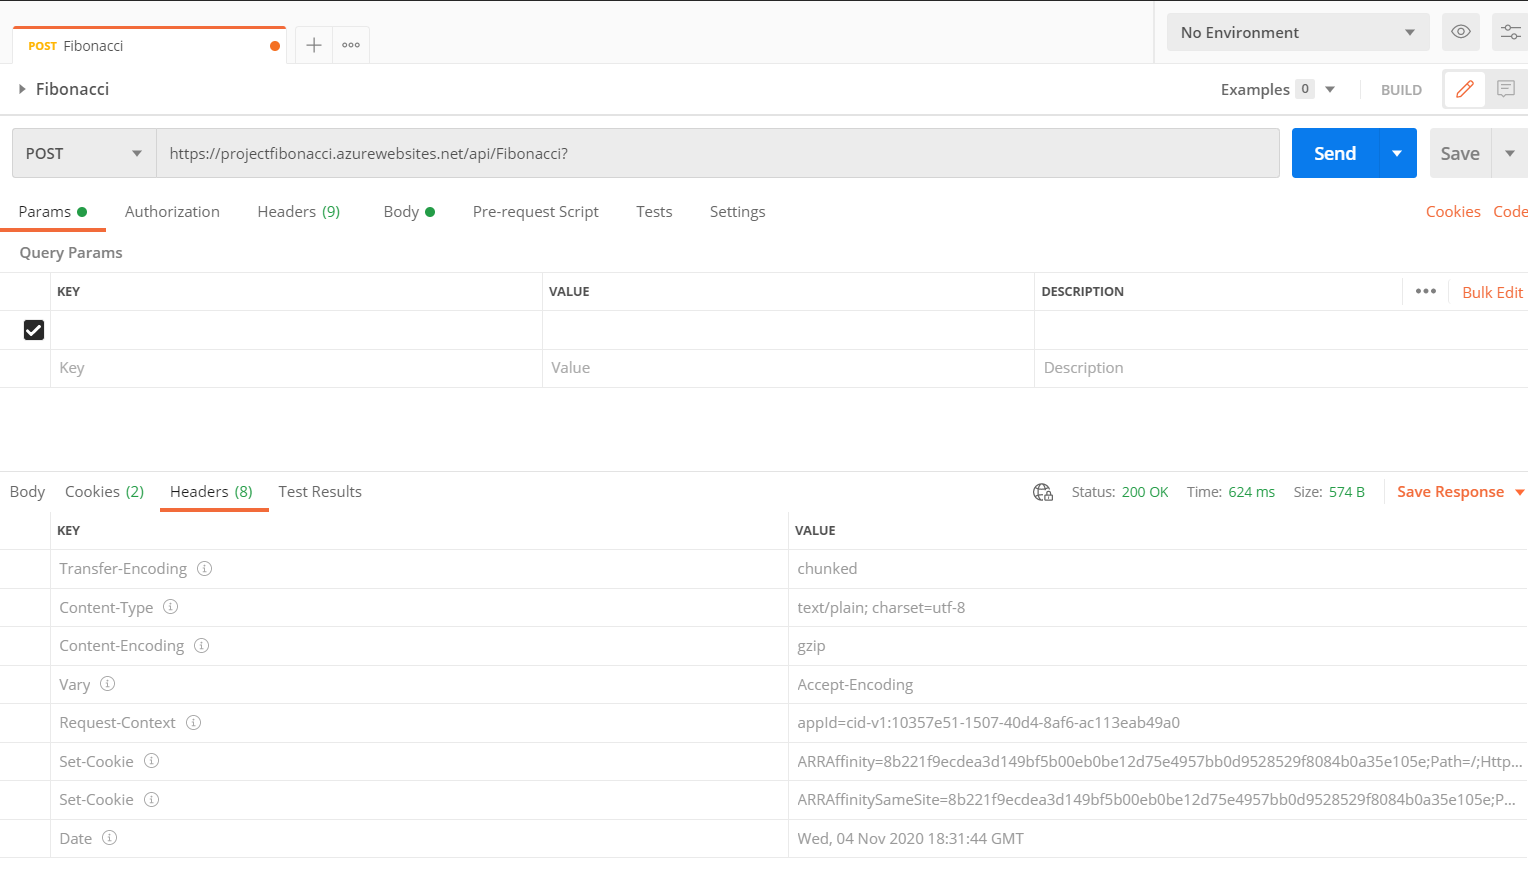 POST Fibonacci
No Environment
Fibonacci
Examples 0
BUILD
POST
https://projectfibonacci.azurewebsites.net/api/Fibonacci?
Send
Save
Params
Authorization
Headers (9)
Body
Pre-request Script
Tests
Settings
Cookies
Code
Query Params
KEY VALUE DESCRIPTION
Bulk Edit
Key Value Description
Body
Cookies (2)
Headers (8)
Test Results
Status: 200 OK
Time: 624 ms
Size: 574 B
Save Response
KEY VALUE
Transfer-Encoding chunked
Content-Type text/plain; charset=utf-8
Content-Encoding gzip
Vary Accept-Encoding
Request-Context appId=cid-v1:10357e51-1507-40d4-8af6-ac113eab49a0
Set-Cookie ARRAffinity=8b221f9ecdea3d149bf5b00eb0be12d75e4957bb0d9528529f8084b0a35e105e;Path=/;Http...
Set-Cookie ARRAffinitySameSite=8b221f9ecdea3d149bf5b00eb0be12d75e4957bb0d9528529f8084b0a35e105e;P...
Date Wed, 04 Nov 2020 18:31:44 GMT